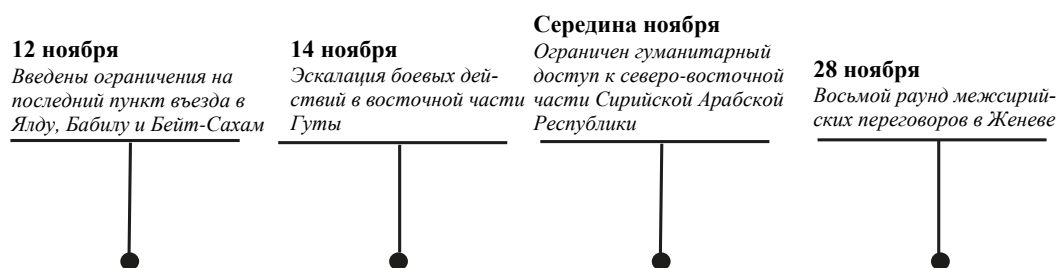 12 ноября
Введены ограничения на
последний пункт въезда в
Ялду, Бабилу и Бейт-Сахам
14 ноября
Эскалация боевых дей-
ствий в восточной части
Гуты
Середина ноября
Ограничен гуманитарный
доступ к северо-восточной
части Сирийской Арабской
Республики
28 ноября
Восьмой раунд межсирий-
ских переговоров в Женеве